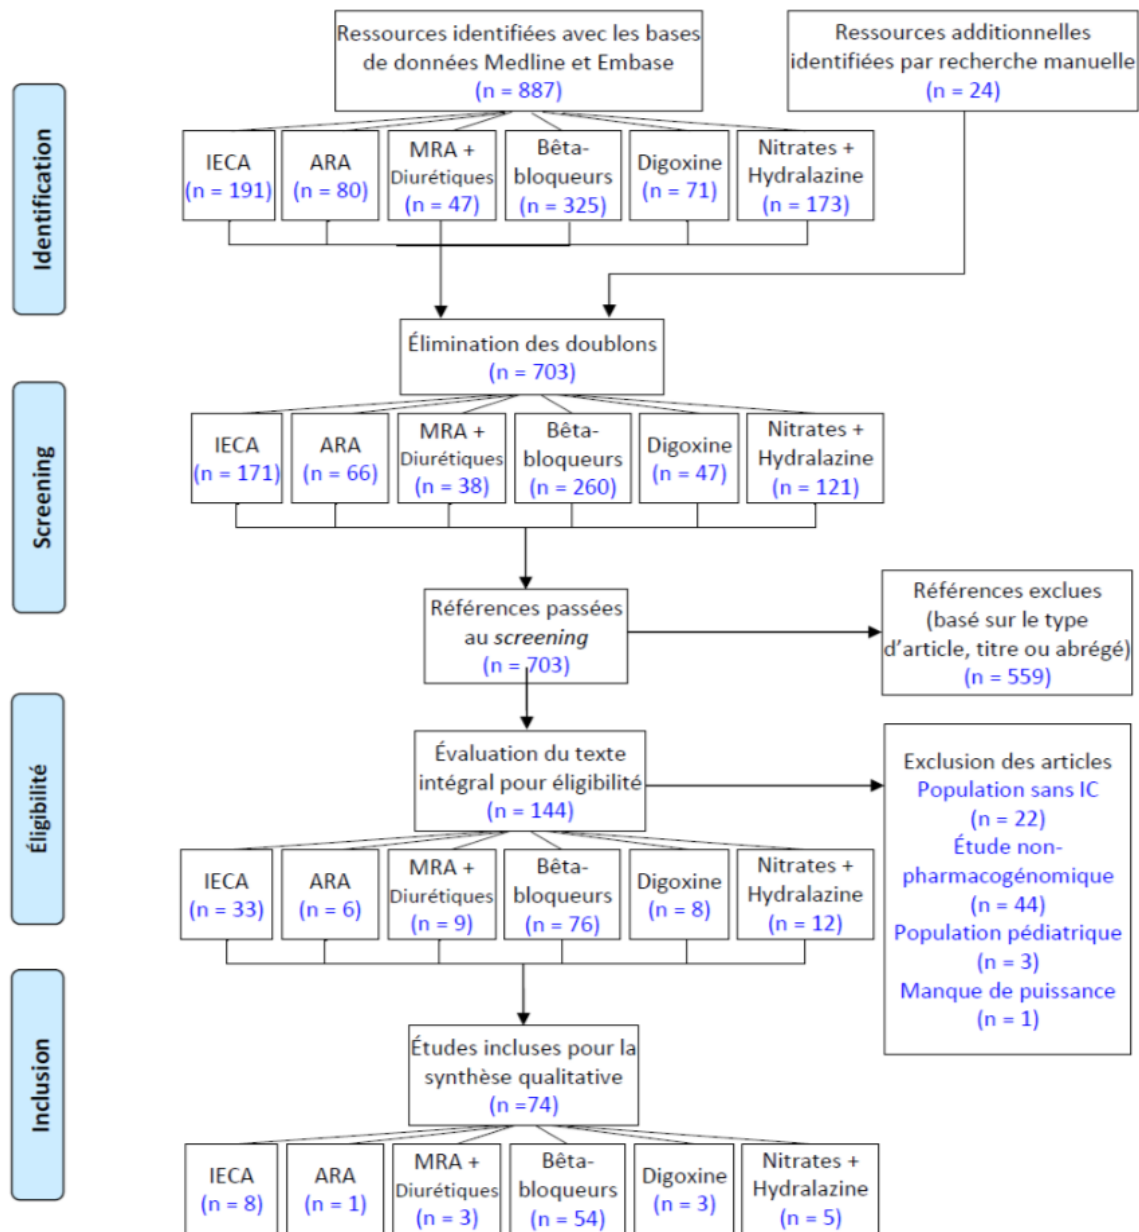 Ressources identifiées avec les bases
de données Medline et Embase
(n = 887)
Ressources additionnelles
identifiées par recherche manuelle
(n = 24)
Identification
IECA
(n = 191)
ARA
(n = 80)
MRA +
Diurétiques
(n = 47)
Bêta-
bloqueurs
(n = 325)
Digoxine
(n = 71)
Nitrates +
Hydralazine
(n = 173)
Élimination des doublons
(n = 703)
Screening
IECA
(n = 171)
ARA
(n = 66)
MRA +
Diurétiques
(n = 38)
Bêta-
bloqueurs
(n = 260)
Digoxine
(n = 47)
Nitrates +
Hydralazine
(n = 121)
Références passées
au screening
(n = 703)
Références exclues
(basé sur le type
d'article, titre ou abrégé)
(n = 559)
Éligibilité
Évaluation du texte
intégral pour éligibilité
(n = 144)
Exclusion des articles
Population sans IC
(n = 22)
Étude non-
pharmacogénomique
(n = 44)
Population pédiatrique
(n = 3)
Manque de puissance
(n = 1)
IECA
(n = 33)
ARA
(n = 6)
MRA +
Diurétiques
(n = 9)
Bêta-
bloqueurs
(n = 76)
Digoxine
(n = 8)
Nitrates +
Hydralazine
(n = 12)
Inclusion
Études incluses pour la
synthèse qualitative
(n =74)
IECA
(n = 8)
ARA
(n = 1)
MRA +
Diurétiques
(n = 3)
Bêta-
bloqueurs
(n = 54)
Digoxine
(n = 3)
Nitrates +
Hydralazine
(n = 5)